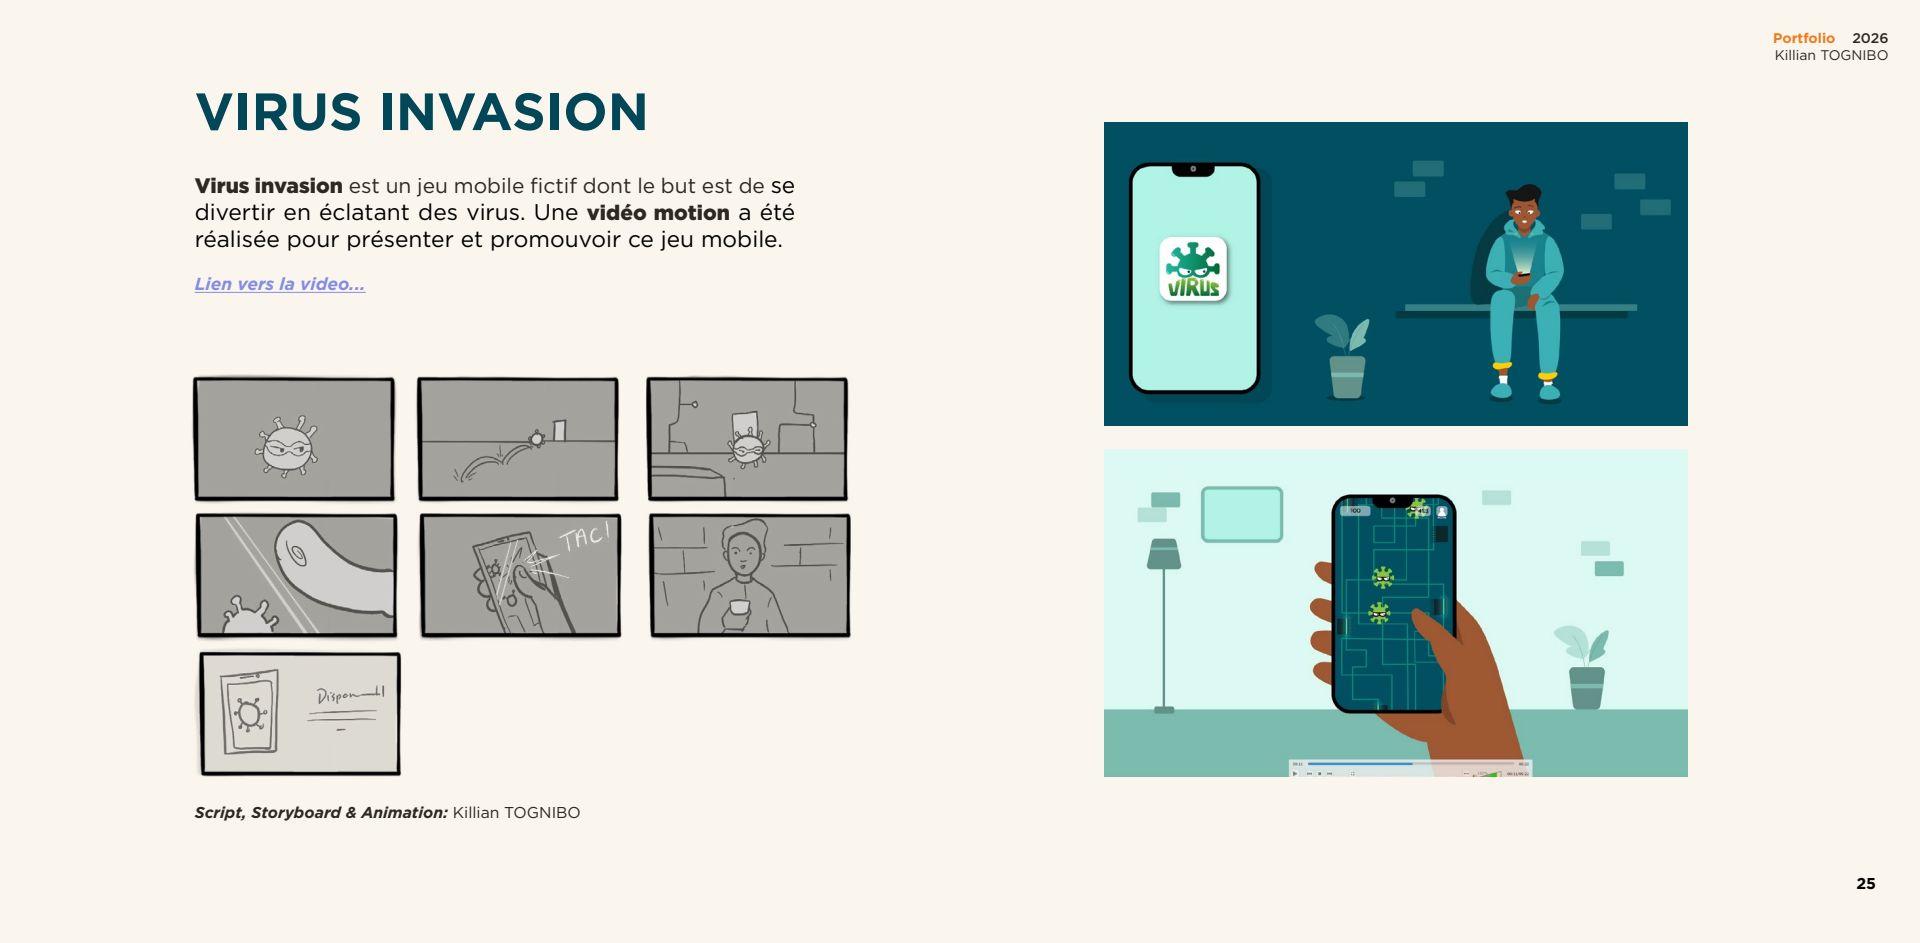 Portfolio 2026
Killian TOGNIBO
VIRUS INVASION
Virus invasion est un jeu mobile fictif dont le but est de se
divertir en éclatant des virus. Une vidéo motion a été
réalisée pour présenter et promouvoir ce jeu mobile.
Lien vers la video...
TAC!
Script, Storyboard & Animation: Killian TOGNIBO
VIRUs
25